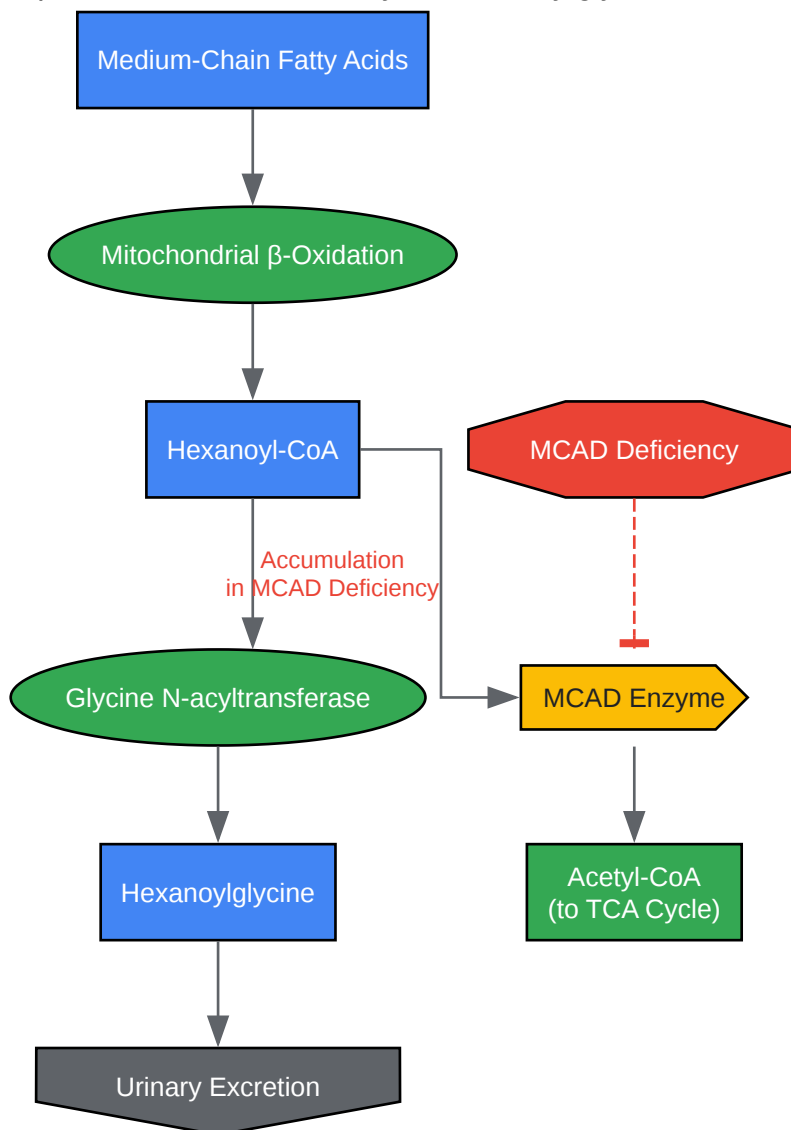 Medium-Chain Fatty Acids
Mitochondrial β-Oxidation
Hexanoyl-CoA
MCAD Deficiency
Accumulation
in MCAD Deficiency
Glycine N-acyltransferase
MCAD Enzyme
Hexanoylglycine
Acetyl-CoA
(to TCA Cycle)
Urinary Excretion